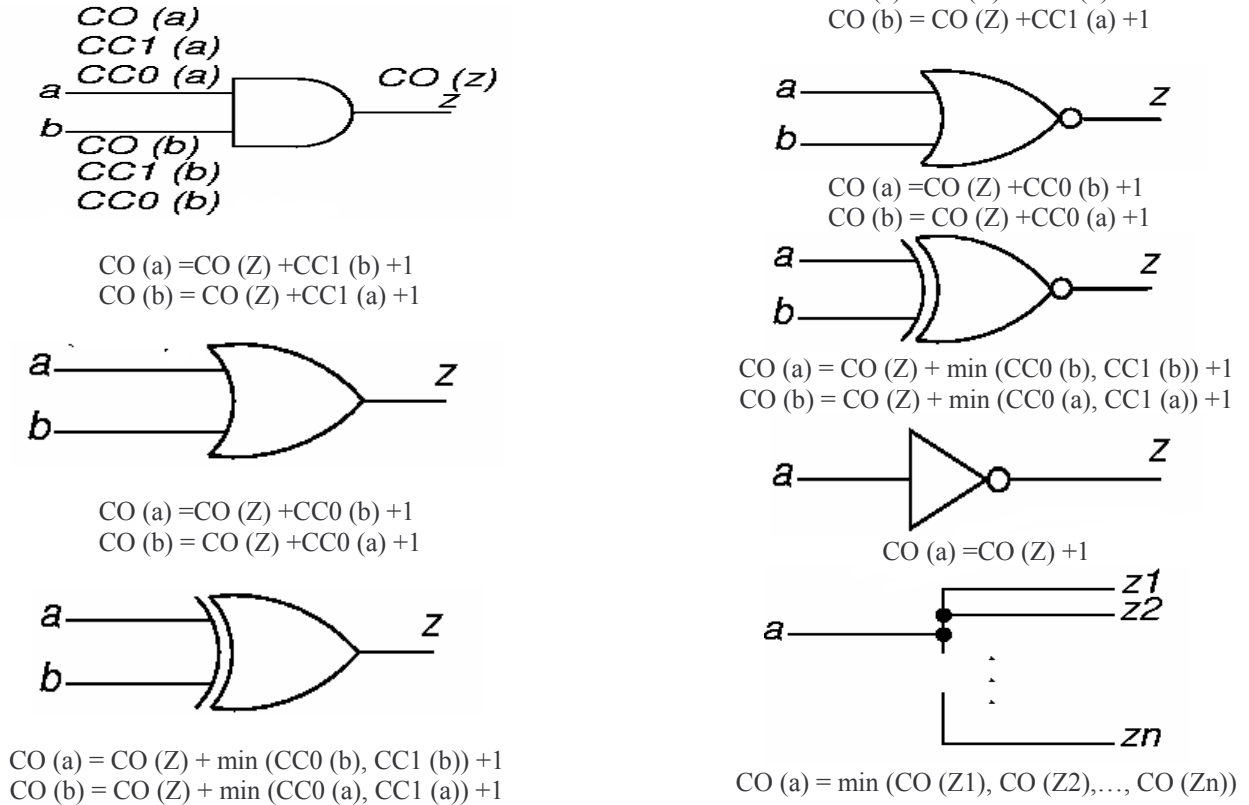 CO (a)
CC1 (a)
CC0 (a)
a
CO (z)
z
b
CO (b)
CC1 (b)
CC0 (b)
CO (a) =CO (Z) +CC1 (b) +1
CO (b) = CO (Z) +CC1 (a) +1
a
z
b
CO (a) =CO (Z) +CC0 (b) +1
CO (b) = CO (Z) +CC0 (a) +1
a
z
b
CO (a) = CO (Z) + min (CC0 (b), CC1 (b)) +1
CO (b) = CO (Z) + min (CC0 (a), CC1 (a)) +1
CO (b) = CO (Z) +CC1 (a) +1
a
z
b
CO (a) =CO (Z) +CC0 (b) +1
CO (b) = CO (Z) +CC0 (a) +1
a
z
b
CO (a) = CO (Z) + min (CC0 (b), CC1 (b)) +1
CO (b) = CO (Z) + min (CC0 (a), CC1 (a)) +1
a
z
CO (a) =CO (Z) +1
z1
z2
a
zn
CO (a) = min (CO (Z1), CO (Z2),…, CO (Zn))